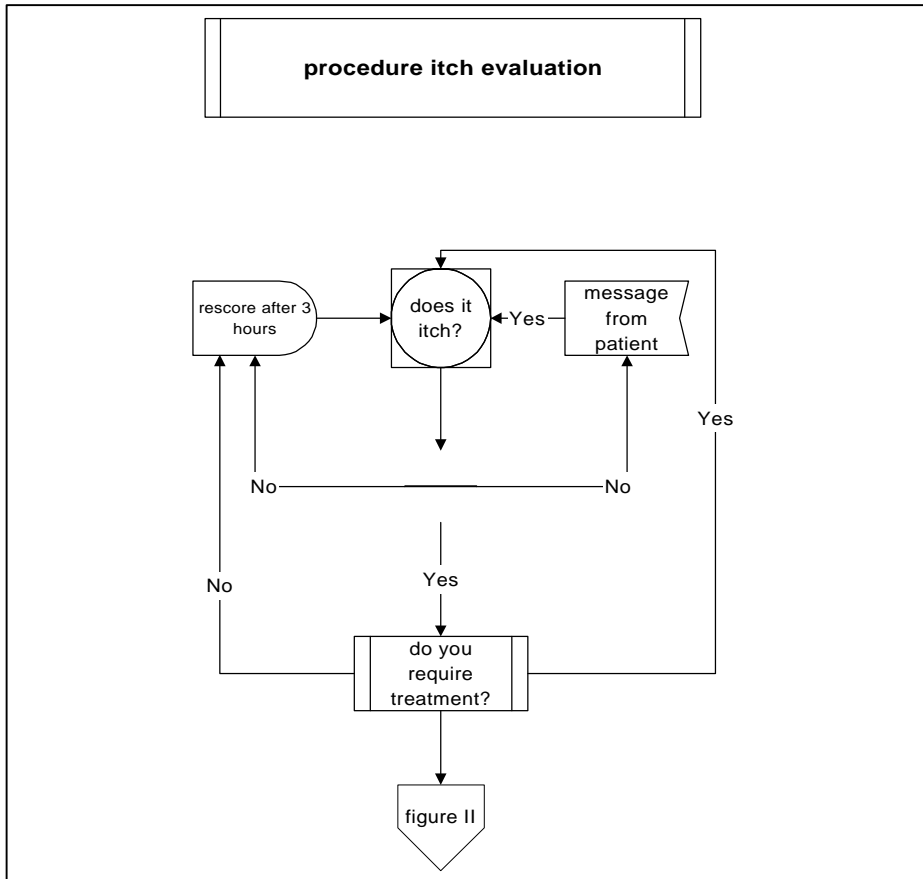 procedure itch evaluation
rescore after 3
hours
does it
itch?
Yes
message
from
patient
Yes
No
No
No
Yes
do you
require
treatment?
figure II